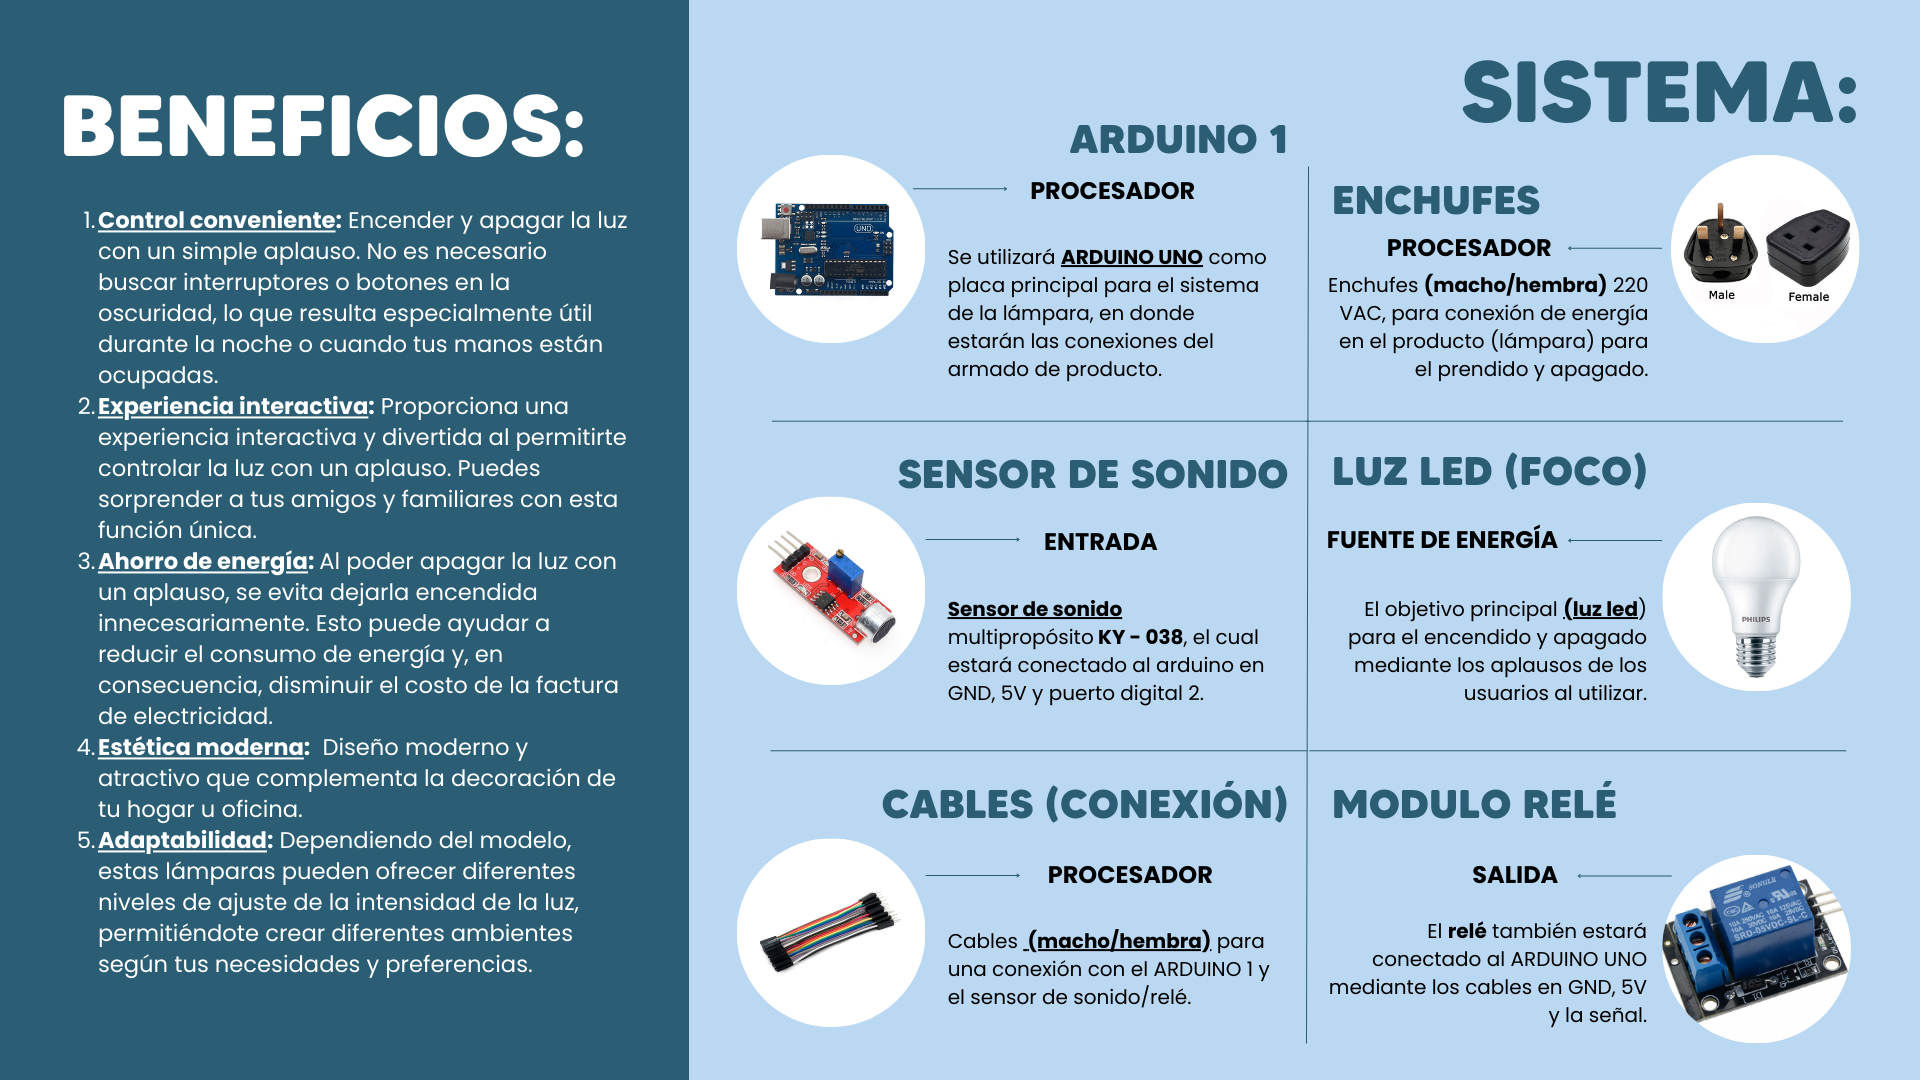 BENEFICIOS:
1. Control conveniente: Encender y apagar la luz
con un simple aplauso. No es necesario
buscar interruptores o botones en la
oscuridad, lo que resulta especialmente útil
durante la noche o cuando tus manos están
ocupadas.
2. Experiencia interactiva: Proporciona una
experiencia interactiva y divertida al permitirte
controlar la luz con un aplauso. Puedes
sorprender a tus amigos y familiares con esta
función única.
3. Ahorro de energía: Al poder apagar la luz con
un aplauso, se evita dejarla encendida
innecesariamente. Esto puede ayudar a
reducir el consumo de energía y, en
consecuencia, disminuir el costo de la factura
de electricidad.
4. Estética moderna: Diseño moderno y
atractivo que complementa la decoración de
tu hogar u oficina.
5. Adaptabilidad: Dependiendo del modelo,
estas lámparas pueden ofrecer diferentes
niveles de ajuste de la intensidad de la luz,
permitiéndote crear diferentes ambientes
según tus necesidades y preferencias.
SISTEMA:
ARDUINO 1
PROCESADOR
UNO
Se utilizará ARDUINO UNO como
placa principal para el sistema
de la lámpara, en donde
estarán las conexiones del
armado de producto.
ENCHUFES
PROCESADOR
Enchufes (macho/hembra) 220
VAC, para conexión de energía
en el producto (lámpara) para
el prendido y apagado.
Male
Female
SENSOR DE SONIDO
ENTRADA
Sensor de sonido
multipropósito KY - 038, el cual
estará conectado al arduino en
GND, 5V y puerto digital 2.
LUZ LED (FOCO)
FUENTE DE ENERGÍA
El objetivo principal (luz led)
para el encendido y apagado
mediante los aplausos de los
usuarios al utilizar.
PHILIPS
CABLES (CONEXIÓN)
PROCESADOR
Cables (macho/hembra) para
una conexión con el ARDUINO 1 y
el sensor de sonido/relé.
MODULO RELÉ
SALIDA
El relé también estará
conectado al ARDUINO UNO
mediante los cables en GND, 5V
y la señal.
SONGLE
10A 250VAC 10A 125VAC
SRD-05VDC-SL-C